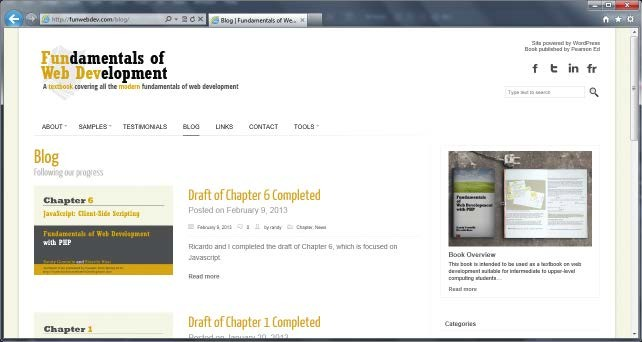 http://funwebdev.com/blog/
Blog | Fundamentals of We...
Site powered by WordPress
Book published by Pearson Ed
Fundamentals of
Web Development
A textbook covering all the modern fundamentals of web development
f t in fr
Type text to search
ABOUT SAMPLES TESTIMONIALS BLOG LINKS CONTACT TOOLS
Blog
Following our progress
Chapter 6
JavaScript: Client-Side Scripting
Fundamentals of Web Development
with PHP
Draft of Chapter 6 Completed
Posted on February 9, 2013
February 9, 2013 0 by randy Chapter, News
Ricardo and I completed the draft of Chapter 6, which is focused on
Javascript
Read more
Fundamentals
of Web Development
with PHP
Book Overview
This book is intended to be used as a textbook on web
development suitable for intermediate to upper-level
computing students...
Read more
Chapter 1
Draft of Chapter 1 Completed
Posted on January 20, 2013
Categories